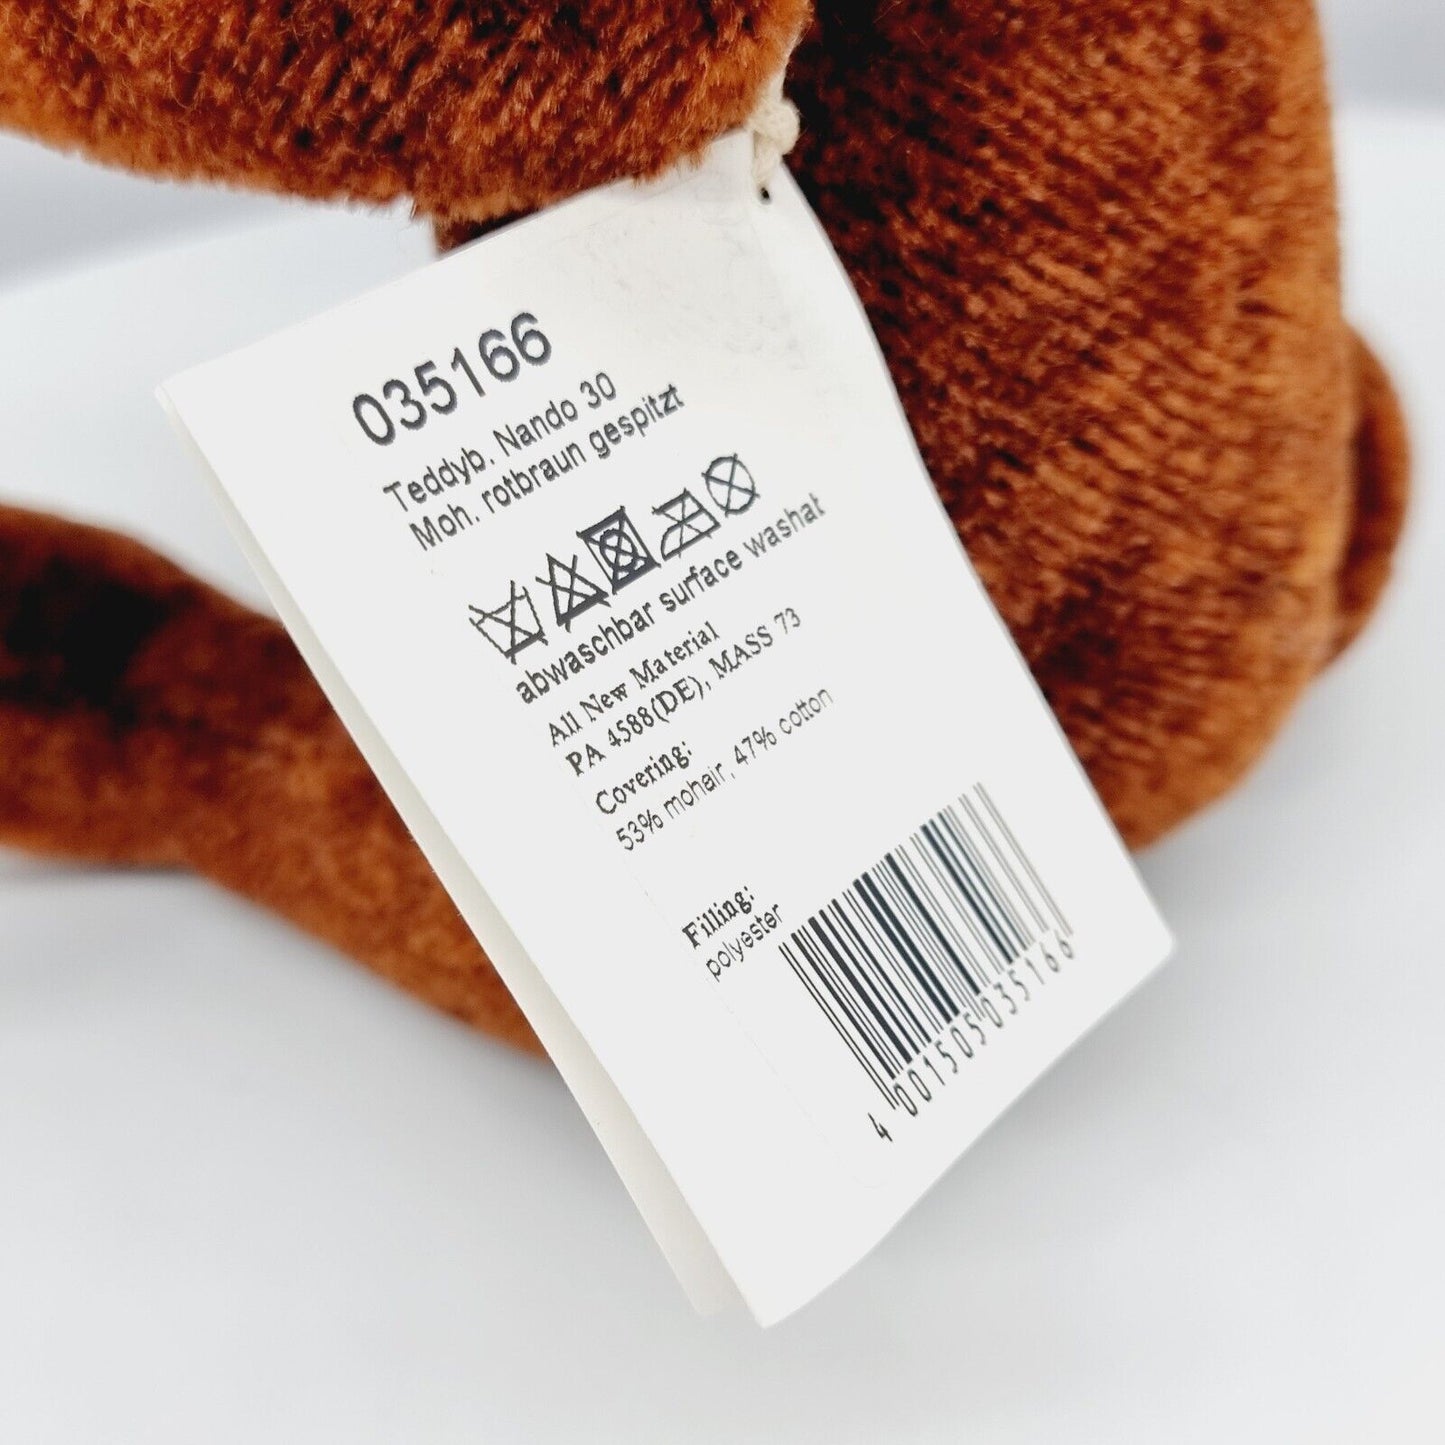 035166
Teddyb. Nando 30
Moh. rotbraun gespitzt
abwaschbar surface washat
All New Material
PA 4588(DE), MASS 73
Covering:
53% mohair, 47% cotton
Filling:
polyester
4 001505 035166